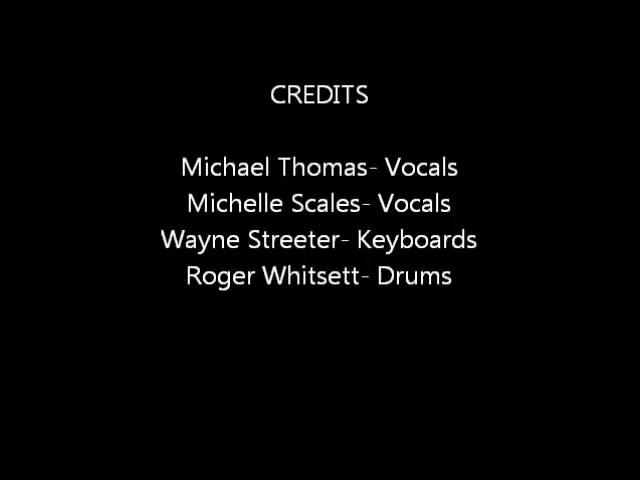 CREDITS
Michael Thomas- Vocals
Michelle Scales- Vocals
Wayne Streeter- Keyboards
Roger Whitsett- Drums